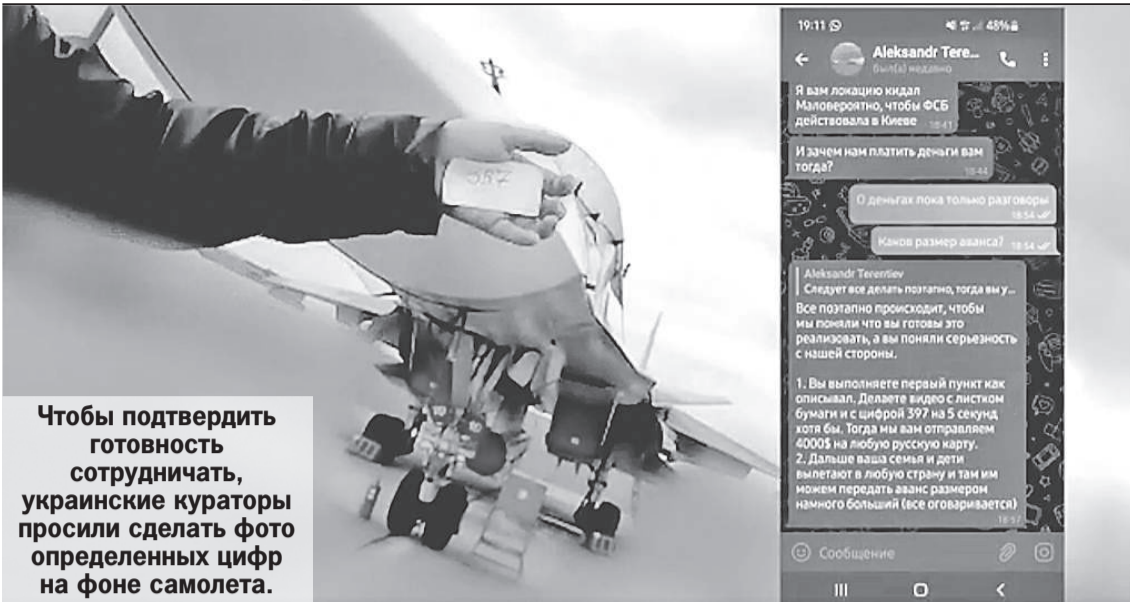 Чтобы подтвердить
готовность
сотрудничать,
украинские кураторы
просили сделать фото
определенных цифр
на фоне самолета.
397
19:11
48%
Aleksandr Tere...
был(а) недавно
Я вам локацию кидал
Маловероятно, чтобы ФСБ
действовала в Киеве
18:41
И зачем нам платить деньги вам
тогда?
18:44
О деньгах пока только разговоры
18:54
Каков размер аванса? 18:54
Aleksandr Terentiev
Следует все делать поэтапно, тогда вы у...
Все поэтапно происходит, чтобы
мы поняли что вы готовы это
реализовать, а вы поняли серьезность
с нашей стороны.
1. Вы выполняете первый пункт как
описывал. Делаете видео с листком
бумаги и с цифрой 397 на 5 секунд
хотя бы. Тогда мы вам отправляем
4000$ на любую русскую карту.
2. Дальше ваша семья и дети
вылетают в любую страну и там им
можем передать аванс размером
намного больший (все оговаривается)
18:57
Сообщение